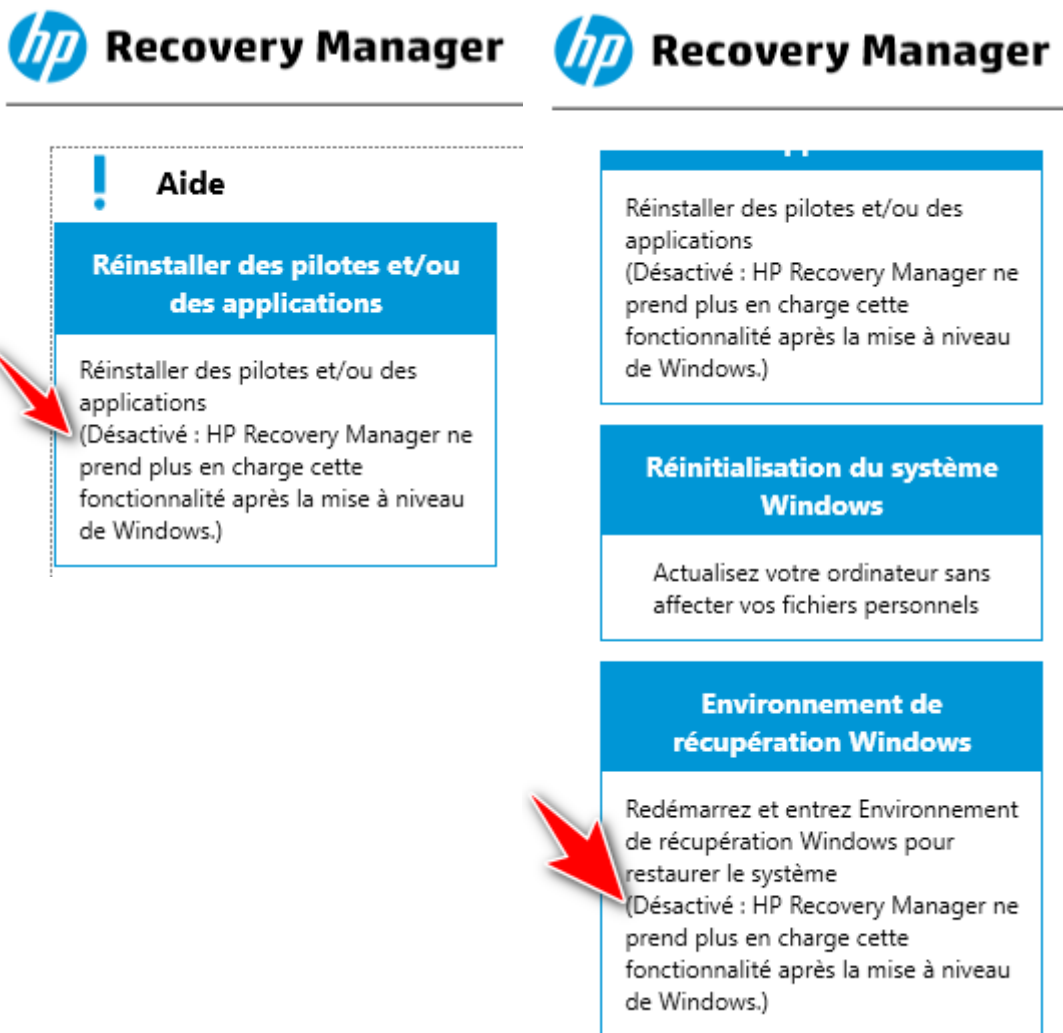 hp Recovery Manager
Aide
Réinstaller des pilotes et/ou
des applications
Réinstaller des pilotes et/ou des
applications
(Désactivé : HP Recovery Manager ne
prend plus en charge cette
fonctionnalité après la mise à niveau
de Windows.)
hp Recovery Manager
Réinstaller des pilotes et/ou des
applications
(Désactivé : HP Recovery Manager ne
prend plus en charge cette
fonctionnalité après la mise à niveau
de Windows.)
Réinitialisation du système
Windows
Actualisez votre ordinateur sans
affecter vos fichiers personnels
Environnement de
récupération Windows
Redémarrez et entrez Environnement
de récupération Windows pour
restaurer le système
(Désactivé : HP Recovery Manager ne
prend plus en charge cette
fonctionnalité après la mise à niveau
de Windows.)